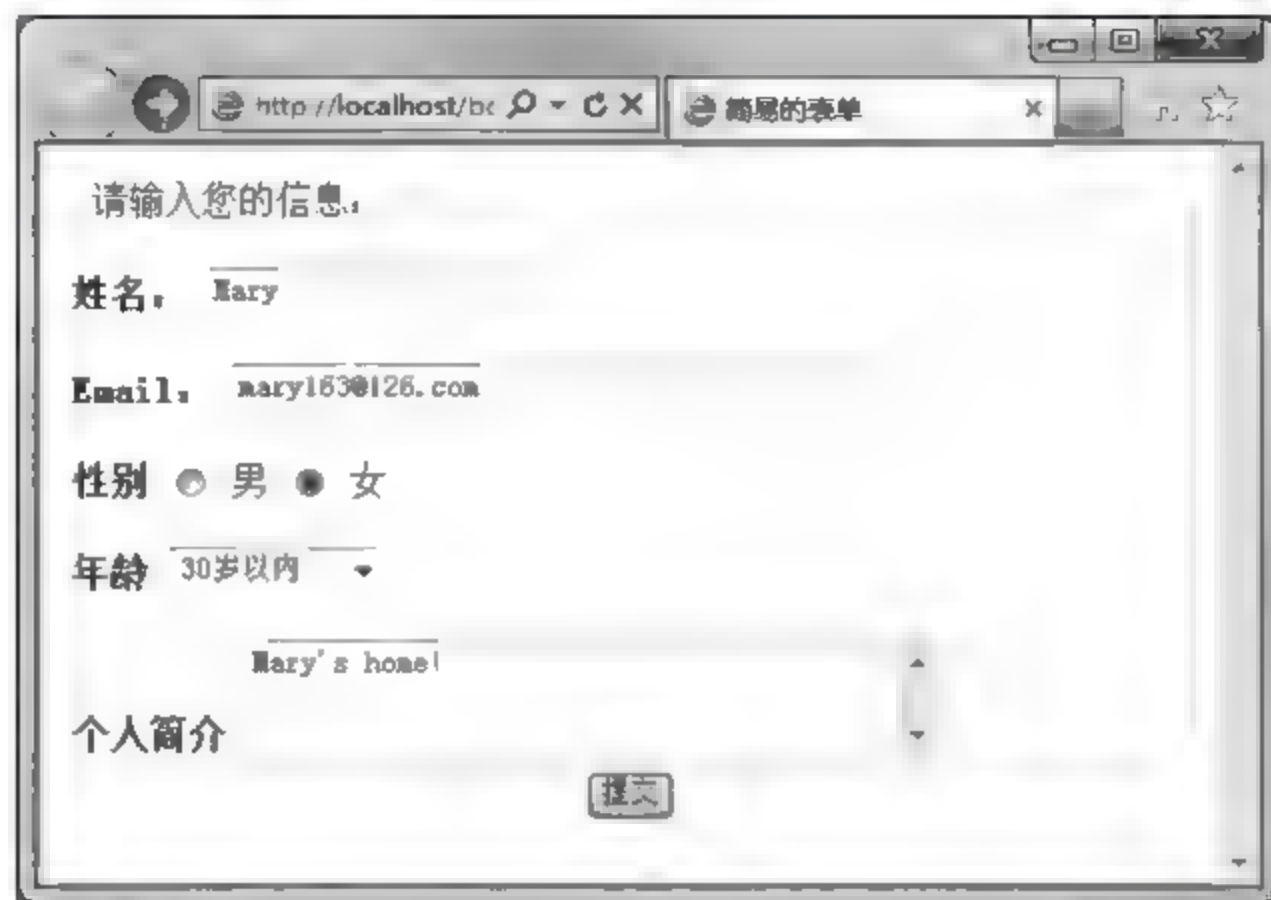 http://localhost/bc
简易的表单
请输入您的信息:
姓名: Mary
Email: mary163@126.com
性别 男 女
年龄 30岁以内
Mary's home!
个人简介
提交